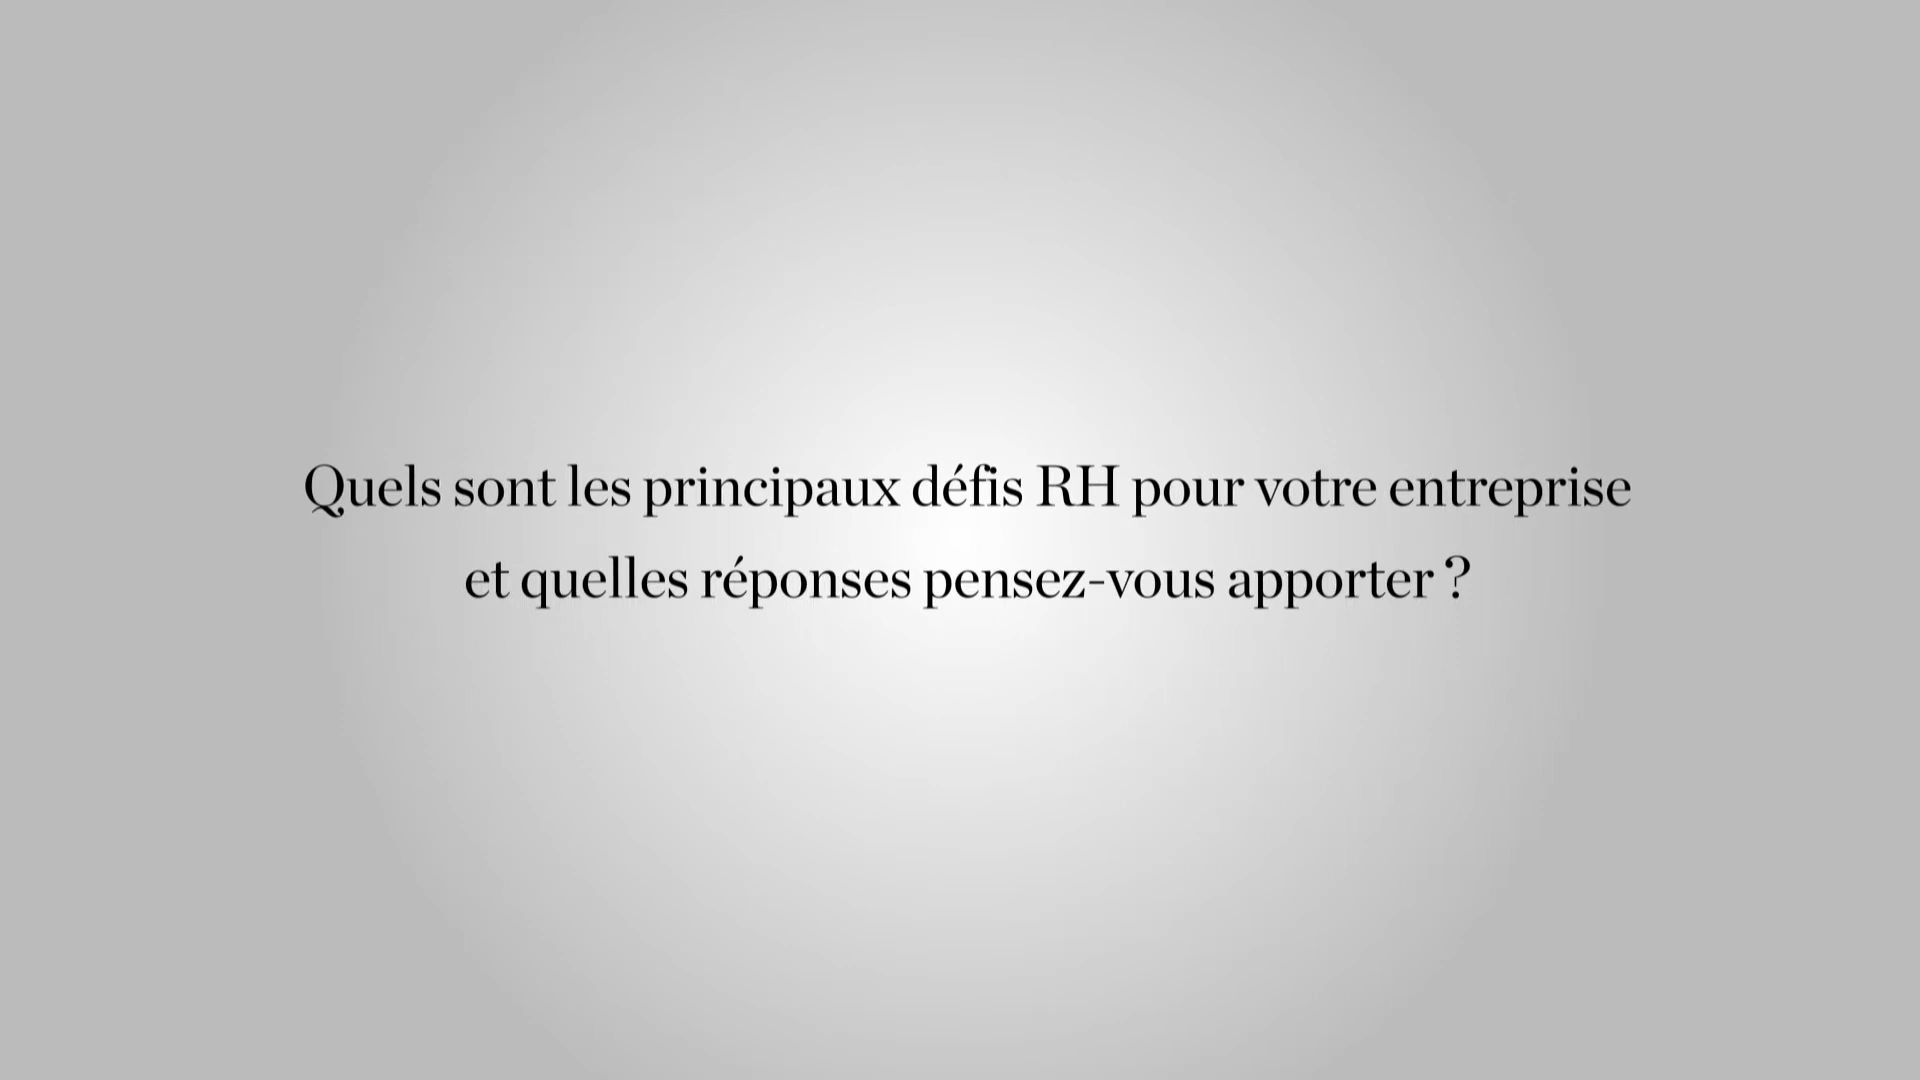 Quels sont les principaux défis RH pour votre entreprise
et quelles réponses pensez-vous apporter ?